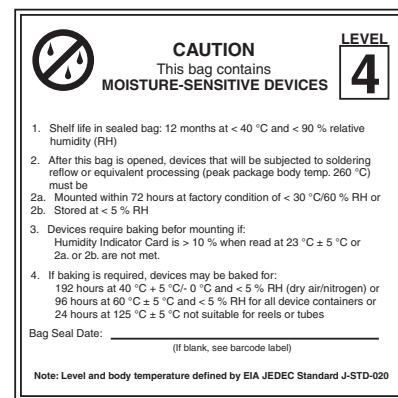 LEVEL
CAUTION
This bag contains
MOISTURE-SENSITIVE DEVICES
4
1. Shelf life in sealed bag: 12 months at < 40 °C and < 90 % relative
humidity (RH)
2. After this bag is opened, devices that will be subjected to soldering
reflow or equivalent processing (peak package body temp. 260 °C)
must be
2a. Mounted within 72 hours at factory condition of < 30 °C/60 % RH or
2b. Stored at < 5 % RH
3. Devices require baking befor mounting if:
Humidity Indicator Card is > 10 % when read at 23 °C ± 5 °C or
2a. or 2b. are not met.
4. If baking is required, devices may be baked for:
192 hours at 40 °C + 5 °C/- 0 °C and < 5 % RH (dry air/nitrogen) or
96 hours at 60 °C ± 5 °C and < 5 % RH for all device containers or
24 hours at 125 °C ± 5 °C not suitable for reels or tubes
Bag Seal Date:
(If blank, see barcode label)
Note: Level and body temperature defined by EIA JEDEC Standard J-STD-020